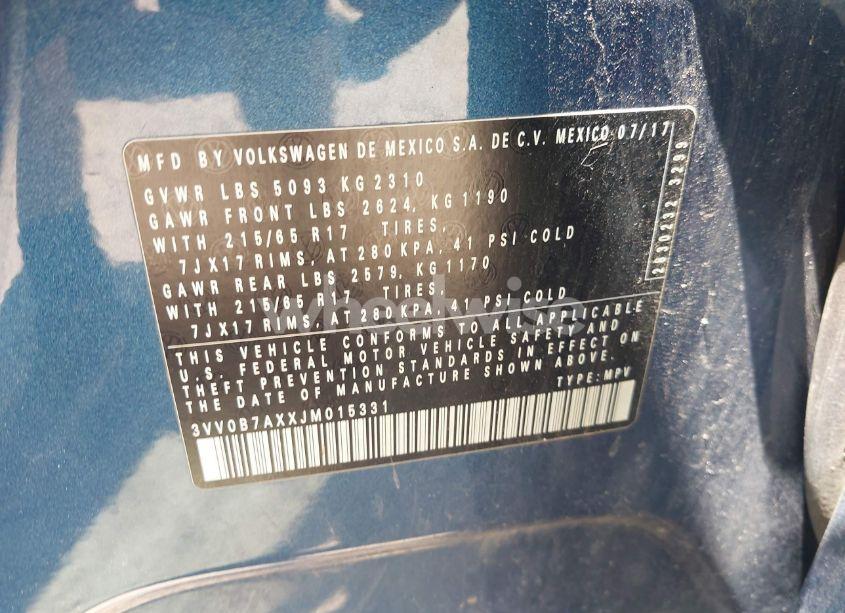 MFD BY VOLKSWAGEN DE MEXICO S.A. DE C.V. MEXICO 07/17
GVWR LBS 5093 KG 2310
GAWR FRONT LBS 2624, KG 1190
WITH 215/65 R17 TIRES,
7JX17 RIMS, AT 280 KPA, 41 PSI COLD
GAWR REAR LBS 2579, KG 1170
WITH 215/65 R17 TIRES
7JX17 RIMS, AT 280 KPA, 41 PSI COLD
THIS VEHICLE CONFORMS TO ALL APPLICABLE
U.S. FEDERAL MOTOR VEHICLE SAFETY AND
THEFT PREVENTION STANDARDS IN EFFECT ON
THE DATE OF MANUFACTURE SHOWN ABOVE.
TYPE: MPV
3VV0B7AXXJM015331
2830232 3299
wheelwise